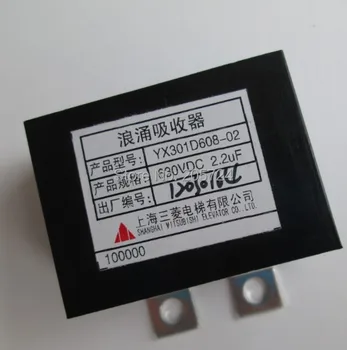 浪涌吸收器
产品型号: YX301D608-02
产品规格: 630VDC 2.2uF
出厂编号:
上海三菱电梯有限公司
SHANGHAI MITSUBISHI ELEVATOR CO.,LTD
100000